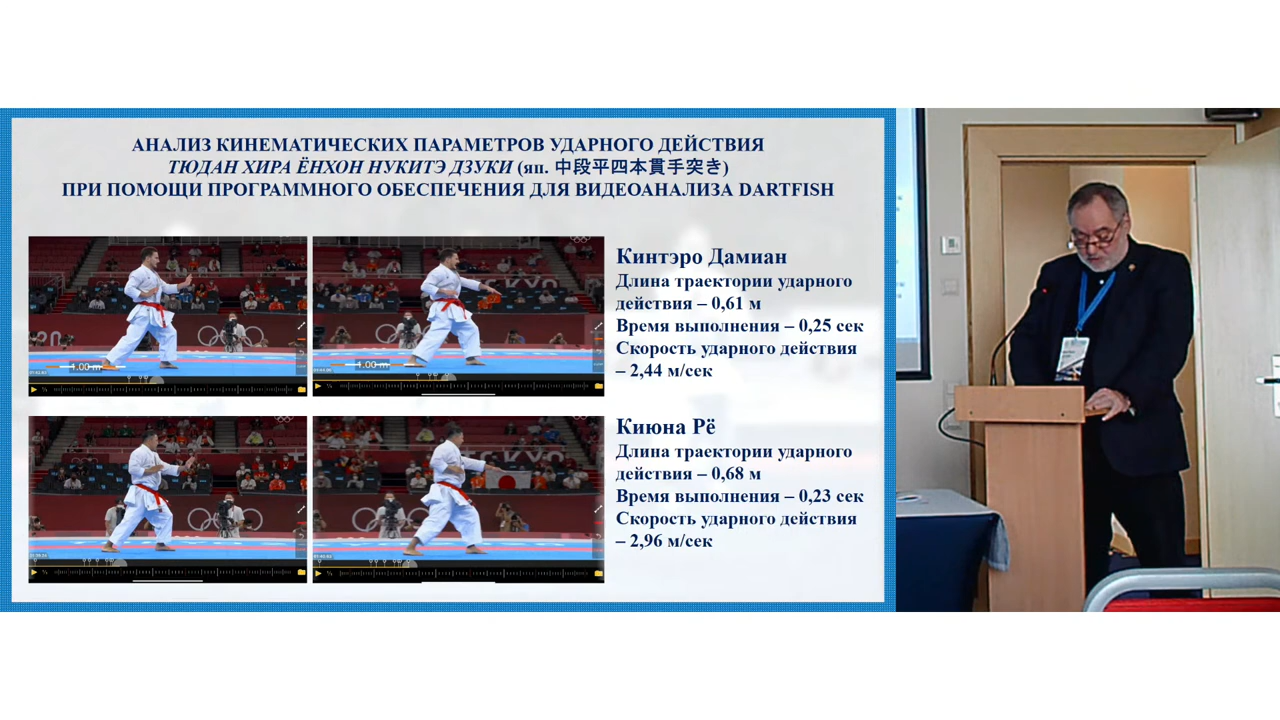 АНАЛИЗ КИНЕМАТИЧЕСКИХ ПАРАМЕТРОВ УДАРНОГО ДЕЙСТВИЯ
ТЮДАН ХИРА ЁНХОН НУКИТЭ ДЗУКИ (яп. 中段平四本貫手突き)
ПРИ ПОМОЩИ ПРОГРАММНОГО ОБЕСПЕЧЕНИЯ ДЛЯ ВИДЕОАНАЛИЗА DARTFISH
1.00 m
1.00 m
Кинтэро Дамиан
Длина траектории ударного
действия – 0,61 м
Время выполнения – 0,25 сек
Скорость ударного действия
– 2,44 м/сек
Киюна Рё
Длина траектории ударного
действия – 0,68 м
Время выполнения – 0,23 сек
Скорость ударного действия
– 2,96 м/сек